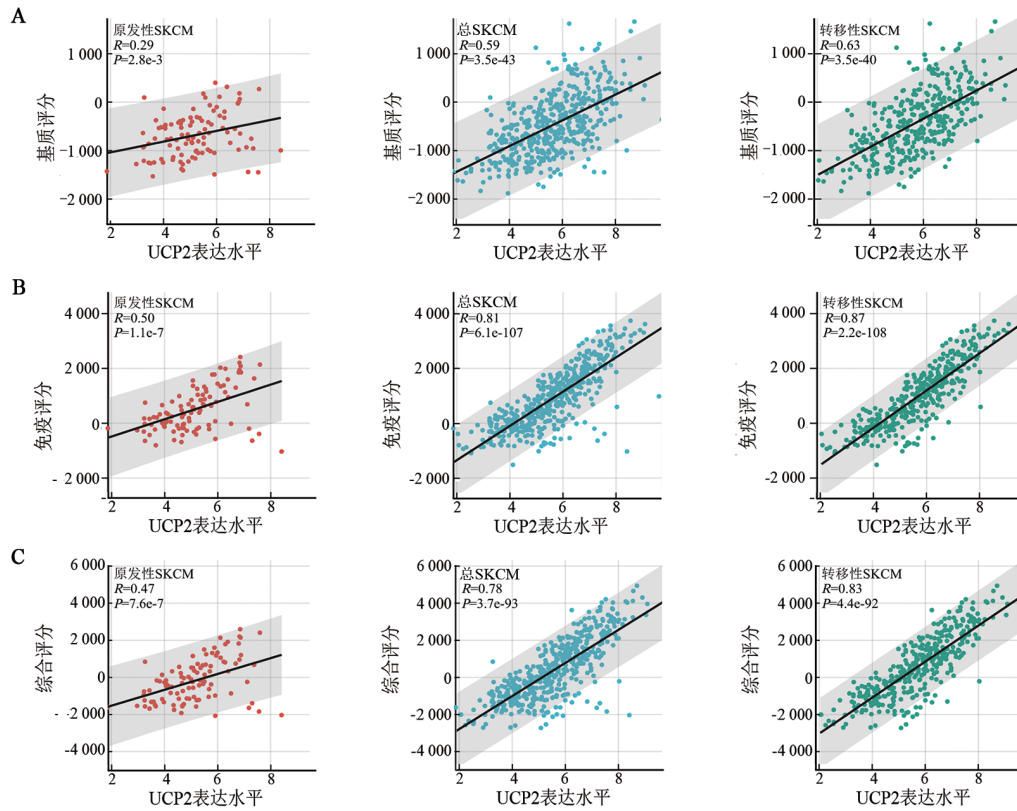 A
原发性SKCM
R=0.29
P=2.8e-3
1 000
0
−1 000
−2 000
基质评分
2 4 6 8
UCP2表达水平
总SKCM
R=0.59
P=3.5e-43
1 000
0
−1 000
−2 000
基质评分
2 4 6 8
UCP2表达水平
转移性SKCM
R=0.63
P=3.5e-40
1 000
0
−1 000
−2 000
基质评分
2 4 6 8
UCP2表达水平
B
原发性SKCM
R=0.50
P=1.1e-7
4 000
2 000
0
- 2 000
免疫评分
2 4 6 8
UCP2表达水平
总SKCM
R=0.81
P=6.1e-107
4 000
2 000
0
-2 000
免疫评分
2 4 6 8
UCP2表达水平
转移性SKCM
R=0.87
P=2.2e-108
4 000
2 000
0
-2 000
免疫评分
2 4 6 8
UCP2表达水平
C
原发性SKCM
R=0.47
P=7.6e-7
6 000
4 000
2 000
0
-2 000
-4 000
综合评分
2 4 6 8
UCP2表达水平
总SKCM
R=0.78
P=3.7e-93
6 000
4 000
2 000
0
-2 000
-4 000
综合评分
2 4 6 8
UCP2表达水平
转移性SKCM
R=0.83
P=4.4e-92
6 000
4 000
2 000
0
-2 000
-4 000
综合评分
2 4 6 8
UCP2表达水平